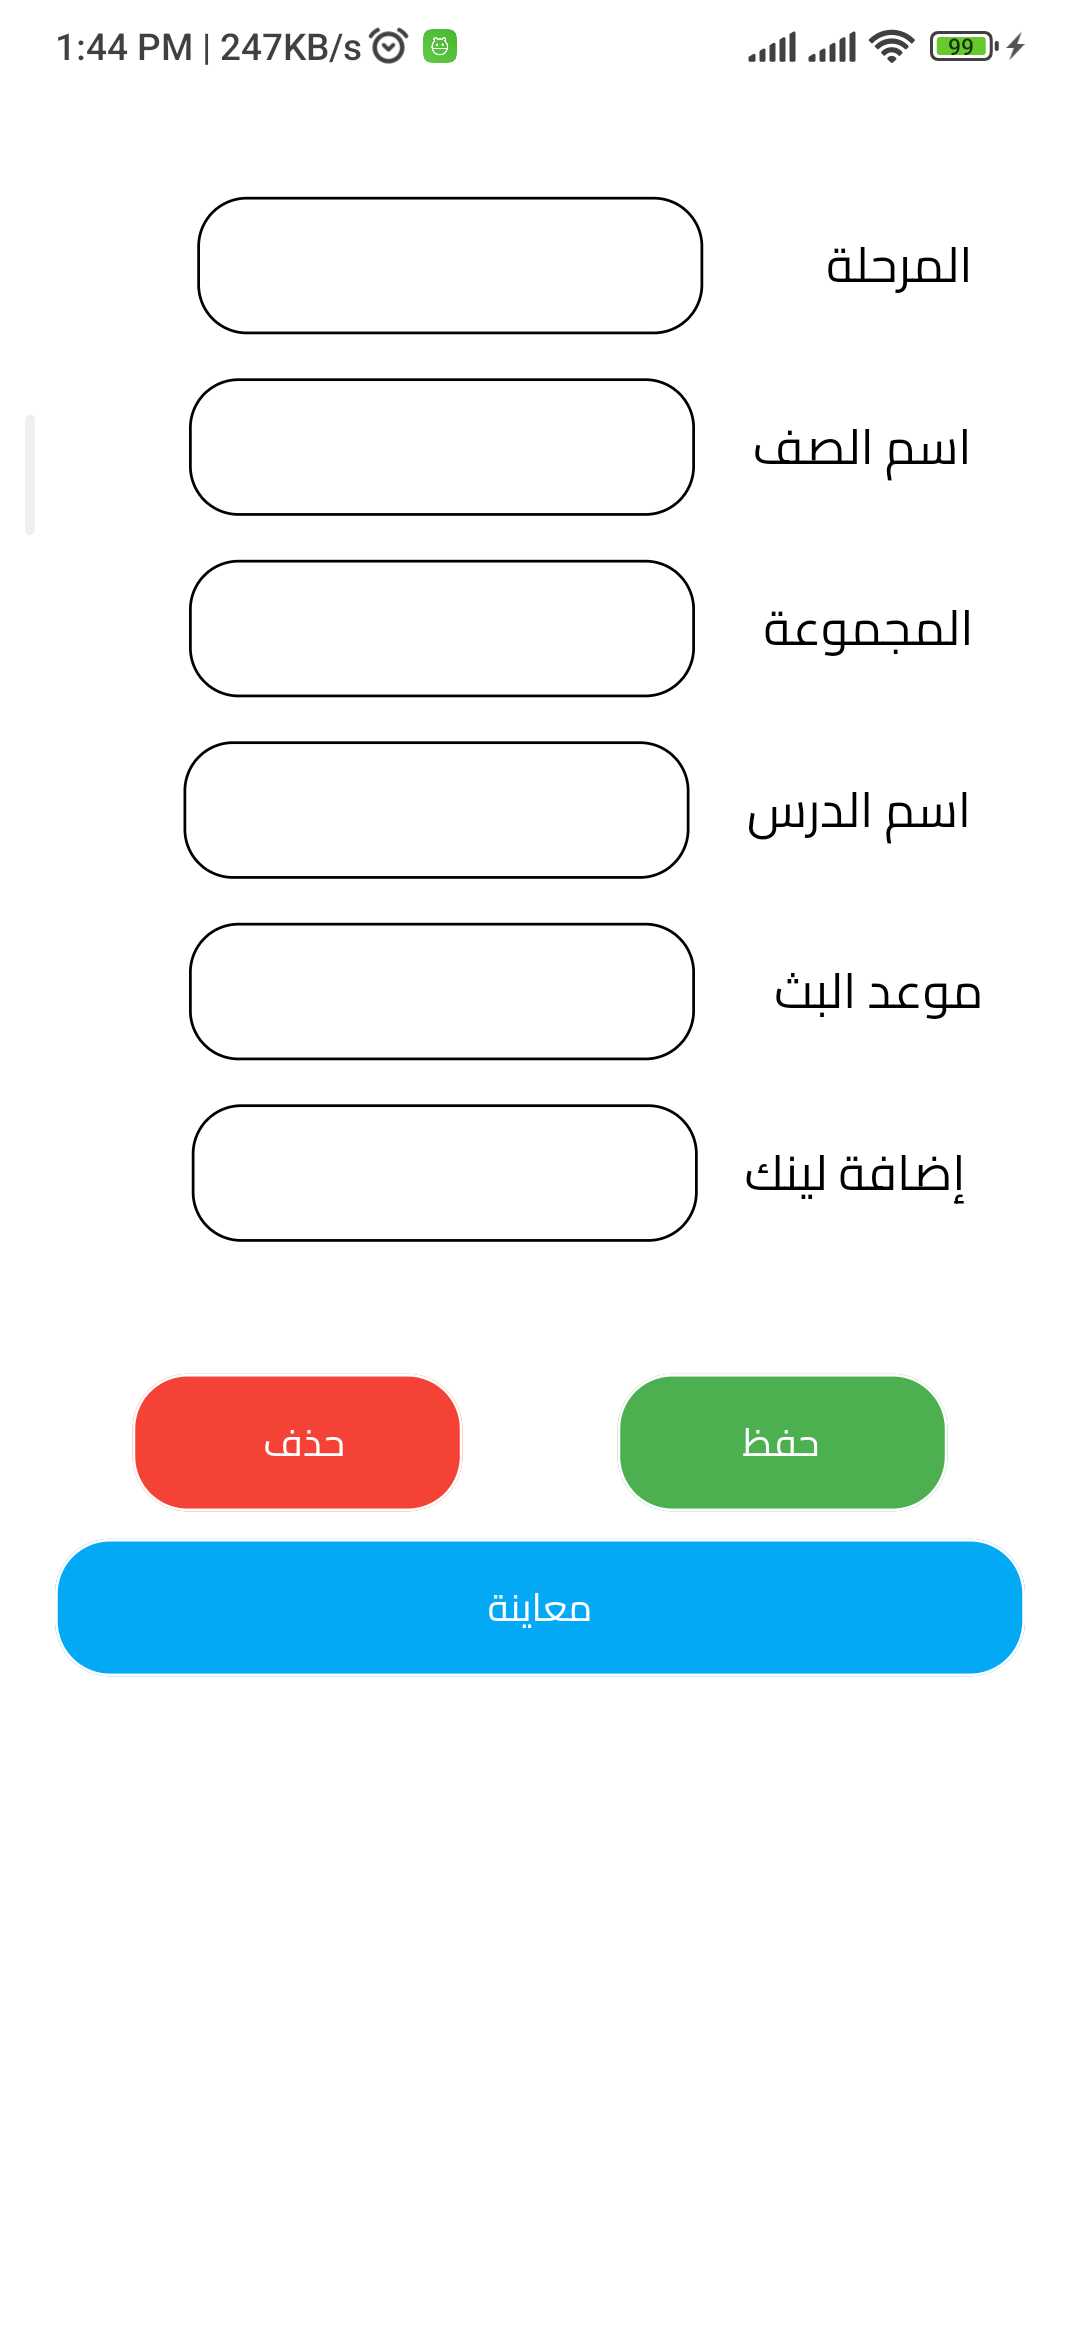 1:44 PM | 247KB/s 99
المرحلة
اسم الصف
المجموعة
اسم الدرس
موعد البث
إضافة لينك
حفظ حذف
معاينة